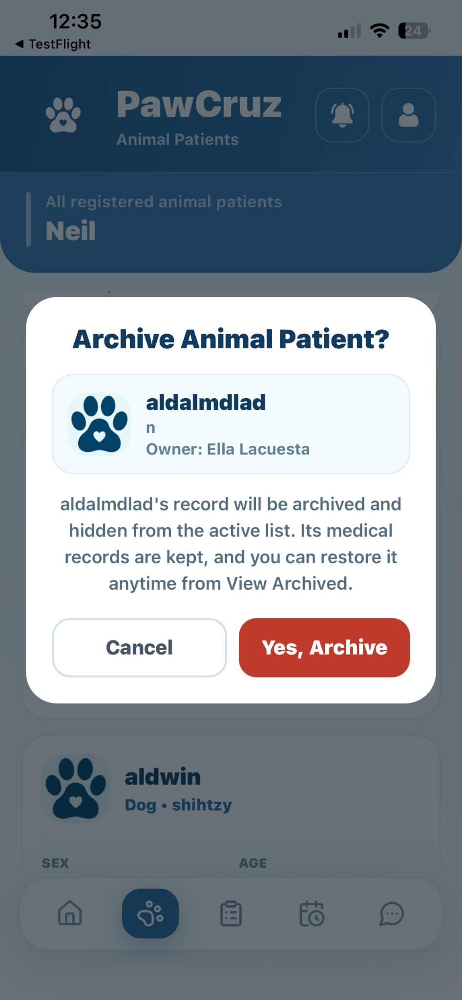 12:35
24
◀ TestFlight
PawCruz
Animal Patients
All registered animal patients
Neil
Archive Animal Patient?
aldalmdlad
n
Owner: Ella Lacuesta
aldalmdlad's record will be archived and
hidden from the active list. Its medical
records are kept, and you can restore it
anytime from View Archived.
Cancel
Yes, Archive
aldwin
Dog • shihtzy
SEX
AGE